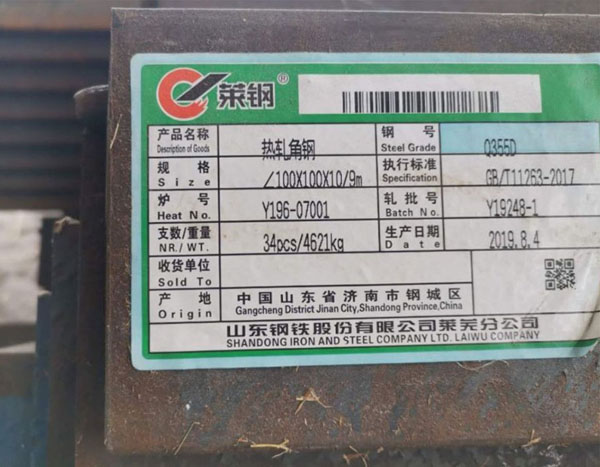 莱钢®
产品名称 热轧角钢 钢号 Q355D
Description of Goods Steel Grade
规格 ∠100X100X10/9m 执行标准 GB/T11263-2017
Size Specification
炉号 Y196-07001 轧批号 Y19248-1
Heat No. Batch No.
支数/重量 34pcs/4621kg 生产日期 2019.8.4
NR./WT. Date
收货单位
Sold To
产地 中国山东省济南市钢城区
Origin Gangcheng District Jinan City,Shandong Province,China
山东钢铁股份有限公司莱芜分公司
SHANDONG IRON AND STEEL COMPANY LTD. LAIWU COMPANY